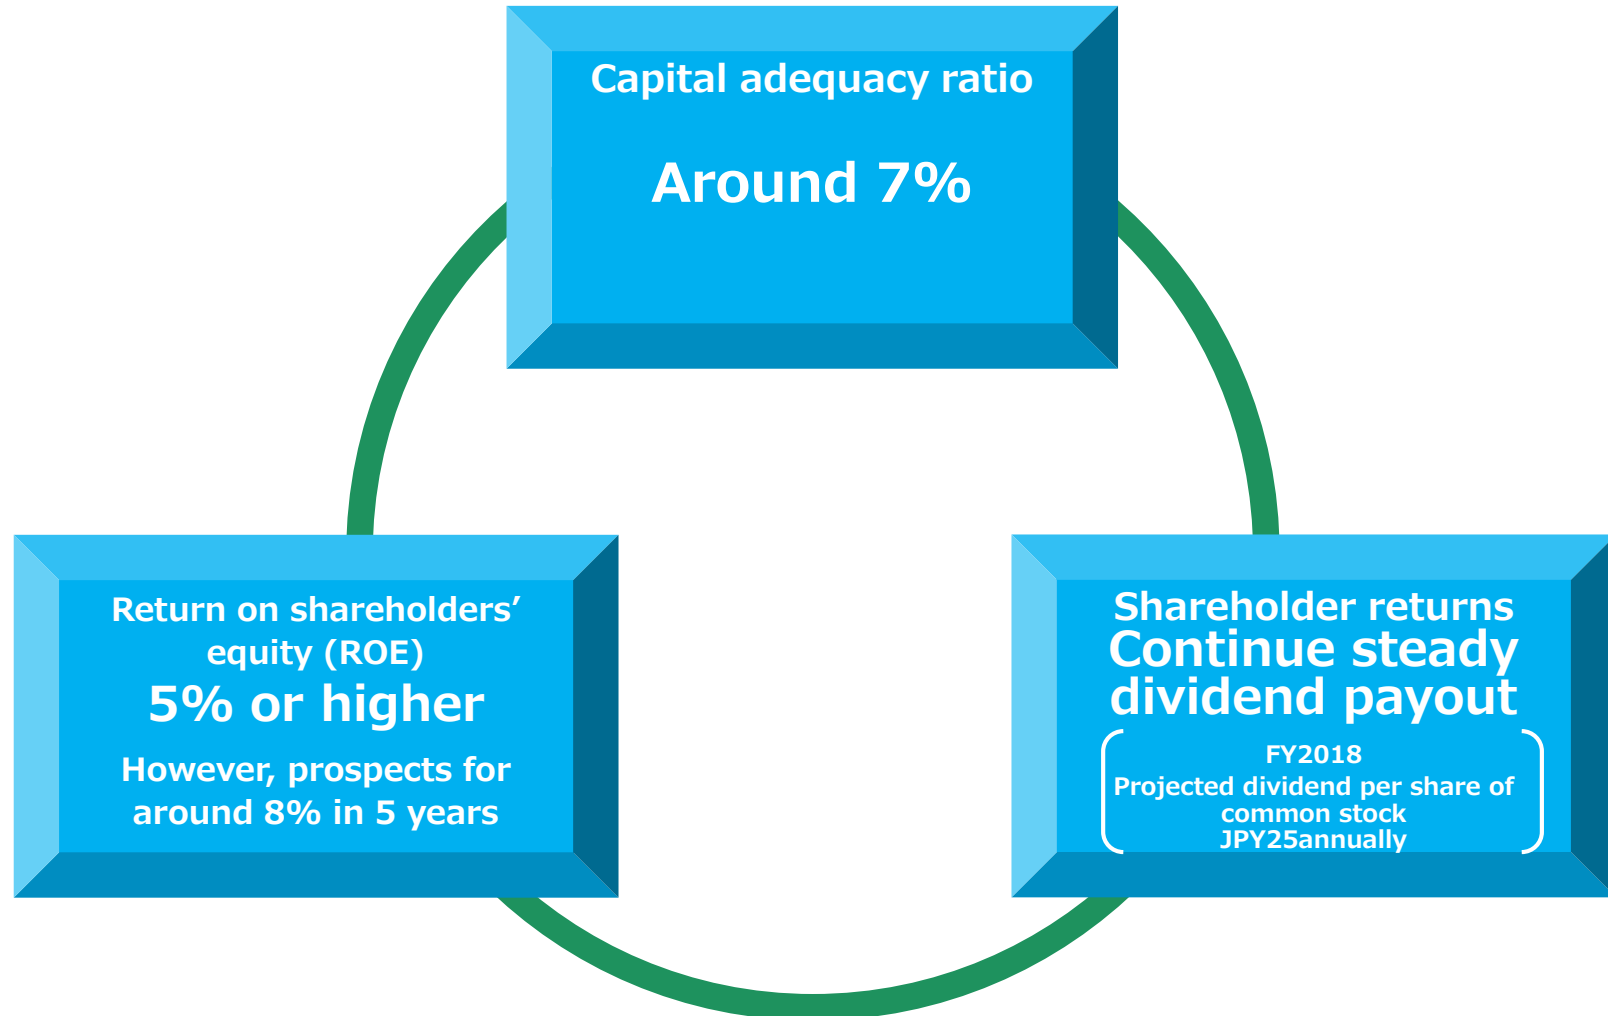 Capital adequacy ratio
Around 7%
Return on shareholders’
equity (ROE)
5% or higher
However, prospects for
around 8% in 5 years
Shareholder returns
Continue steady
dividend payout
FY2018
Projected dividend per share of
common stock
JPY25annually